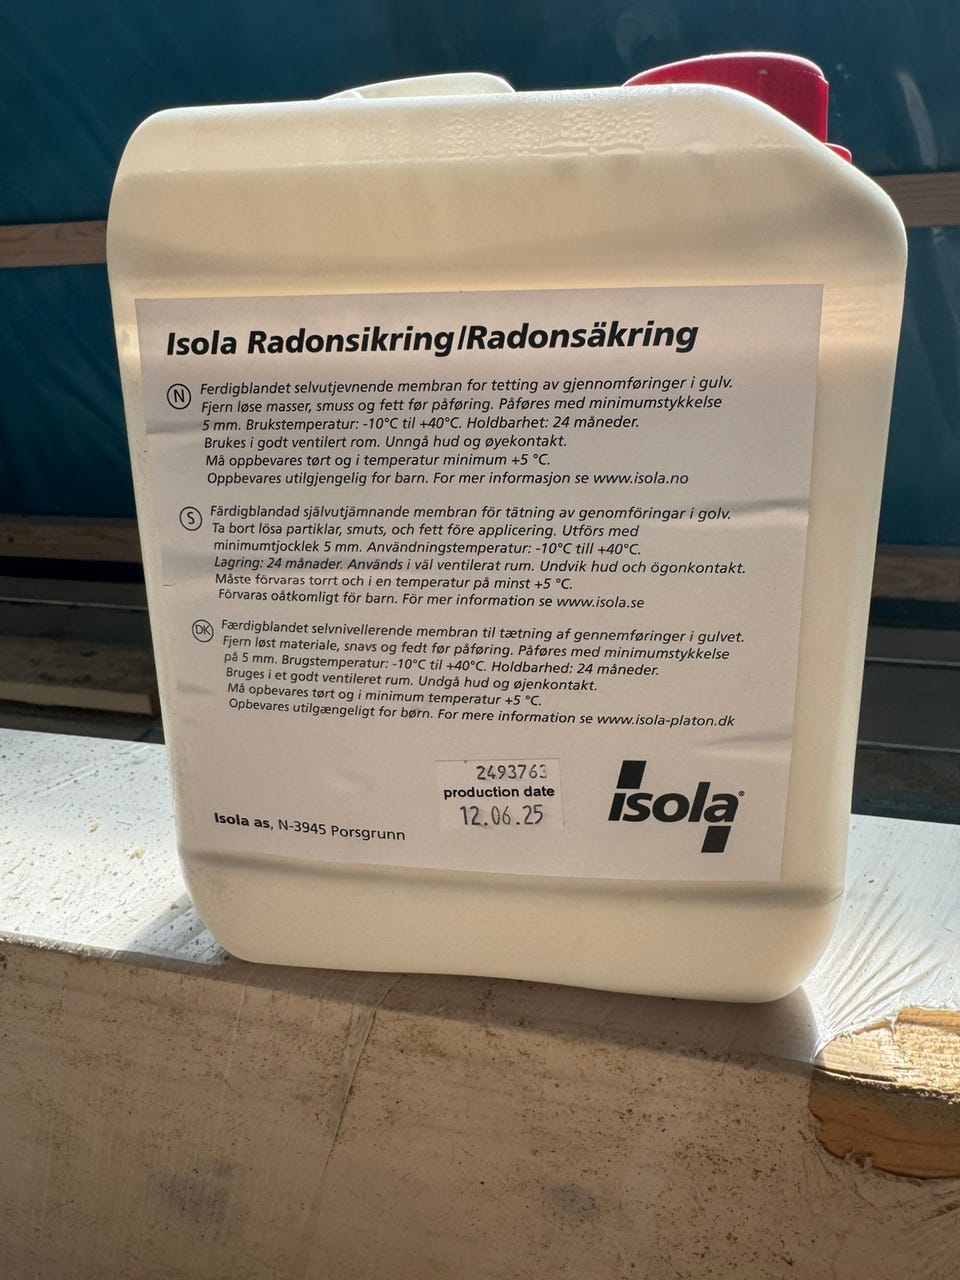 Isola Radonsikring/Radonsäkring
N
Ferdigblandet selvutjevnende membran for tetting av gjennomføringer i gulv.
Fjern løse masser, smuss og fett før påføring. Påføres med minimumstykkelse
5 mm. Brukstemperatur: -10°C til +40°C. Holdbarhet: 24 måneder.
Brukes i godt ventilert rom. Unngå hud og øyekontakt.
Må oppbevares tørt og i temperatur minimum +5 °C.
Oppbevares utilgjengelig for barn. For mer informasjon se www.isola.no
S
Färdigblandad självutjämnande membran för tätning av genomföringar i golv.
Ta bort lösa partiklar, smuts, och fett före applicering. Utförs med
minimumtjocklek 5 mm. Användningstemperatur: -10°C till +40°C.
Lagring: 24 månader. Används i väl ventilerat rum. Undvik hud och ögonkontakt.
Måste förvaras torrt och i en temperatur på minst +5 °C.
Förvaras oåtkomligt för barn. För mer information se www.isola.se
DK
Færdigblandet selvnivellerende membran til tætning af gennemføringer i gulvet.
Fjern løst materiale, snavs og fedt før påføring. Påføres med minimumstykkelse
på 5 mm. Brugstemperatur: -10°C til +40°C. Holdbarhed: 24 måneder.
Bruges i et godt ventileret rum. Undgå hud og øjenkontakt.
Må opbevares tørt og i minimum temperatur +5 °C.
Opbevares utilgængeligt for børn. For mere information se www.isola-platon.dk
2493763
production date
12.06.25
isola®
Isola as, N-3945 Porsgrunn